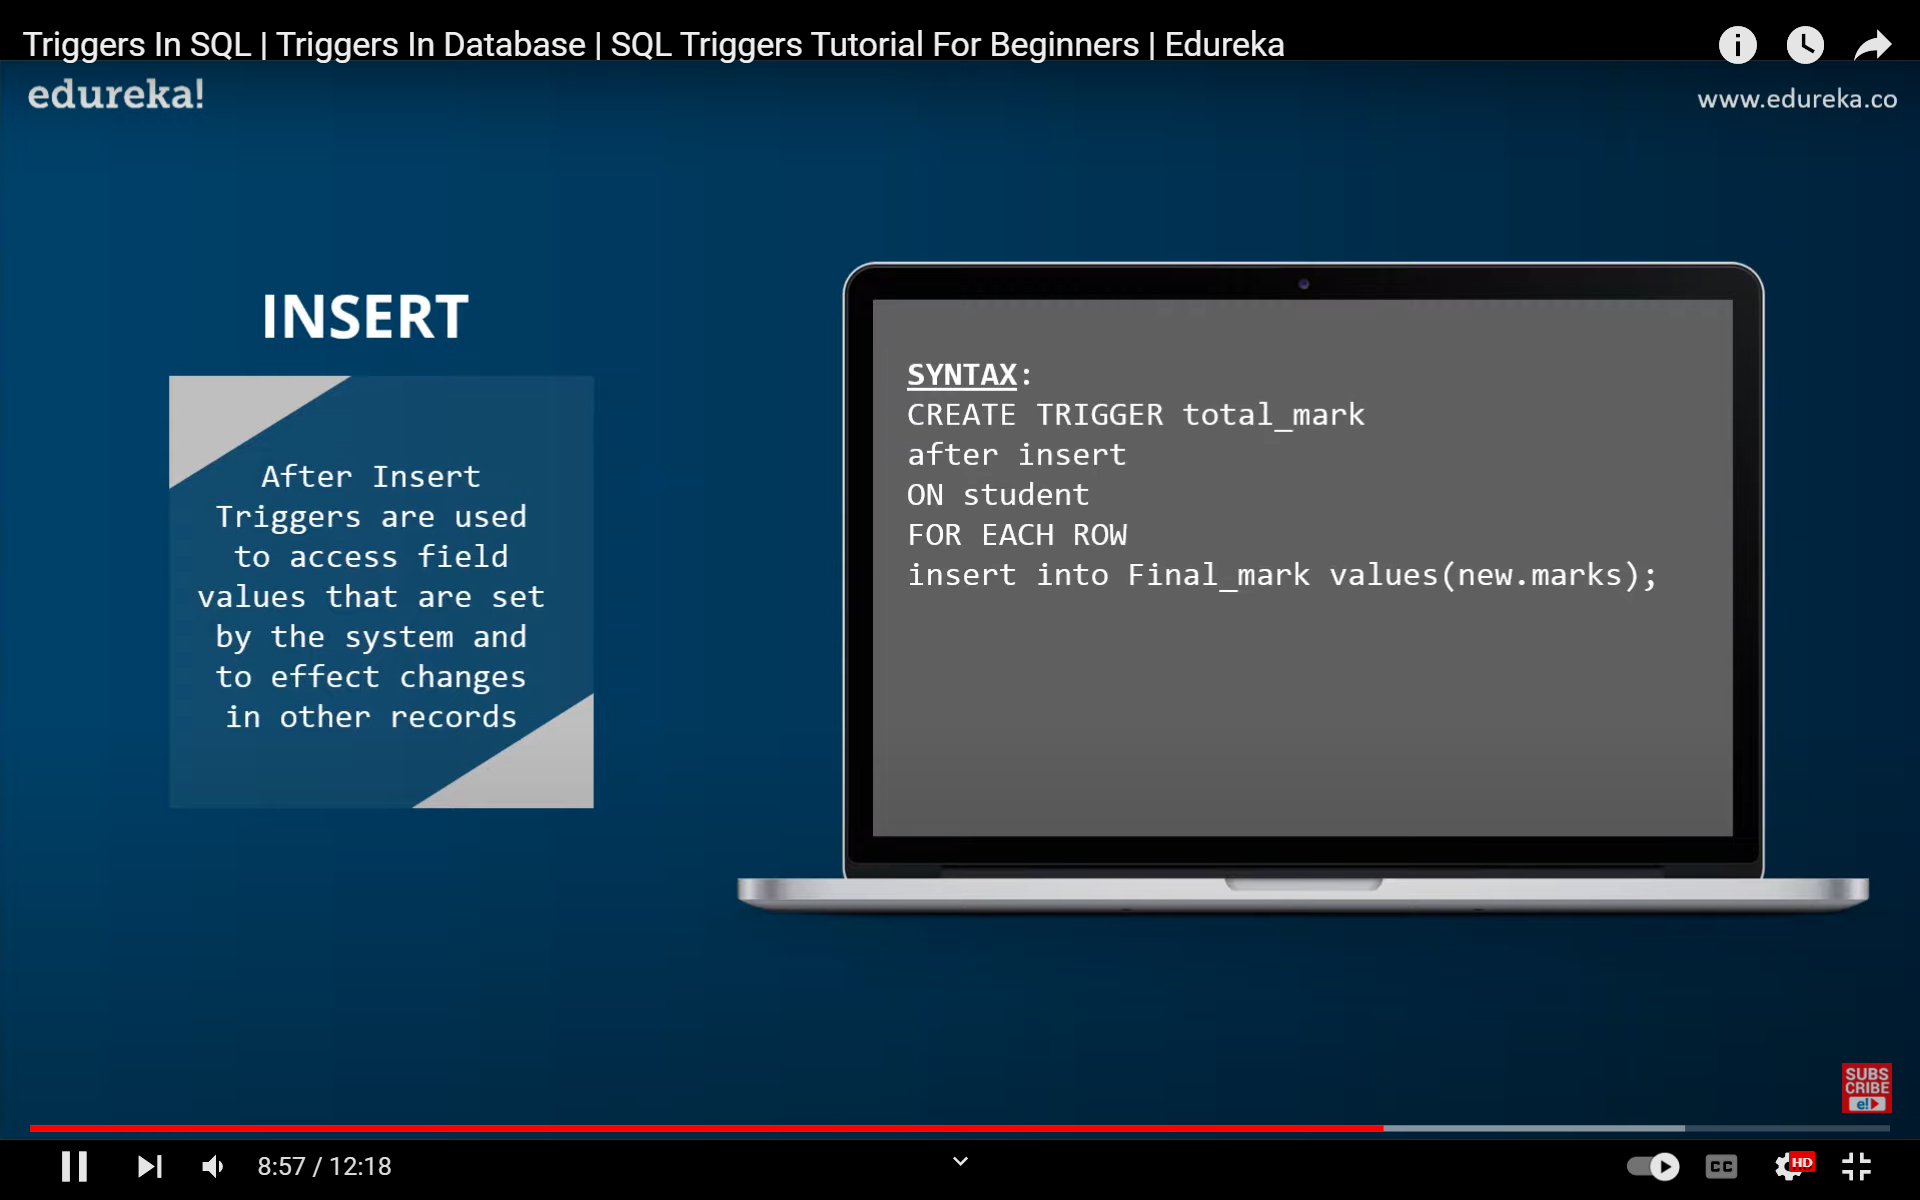 Triggers In SQL | Triggers In Database | SQL Triggers Tutorial For Beginners | Edureka
edureka!
www.edureka.co
INSERT
After Insert
Triggers are used
to access field
values that are set
by the system and
to effect changes
in other records
SYNTAX:
CREATE TRIGGER total_mark
after insert
ON student
FOR EACH ROW
insert into Final_mark values(new.marks);
SUBS
CRIBE
e!
8:57 / 12:18
CC
HD